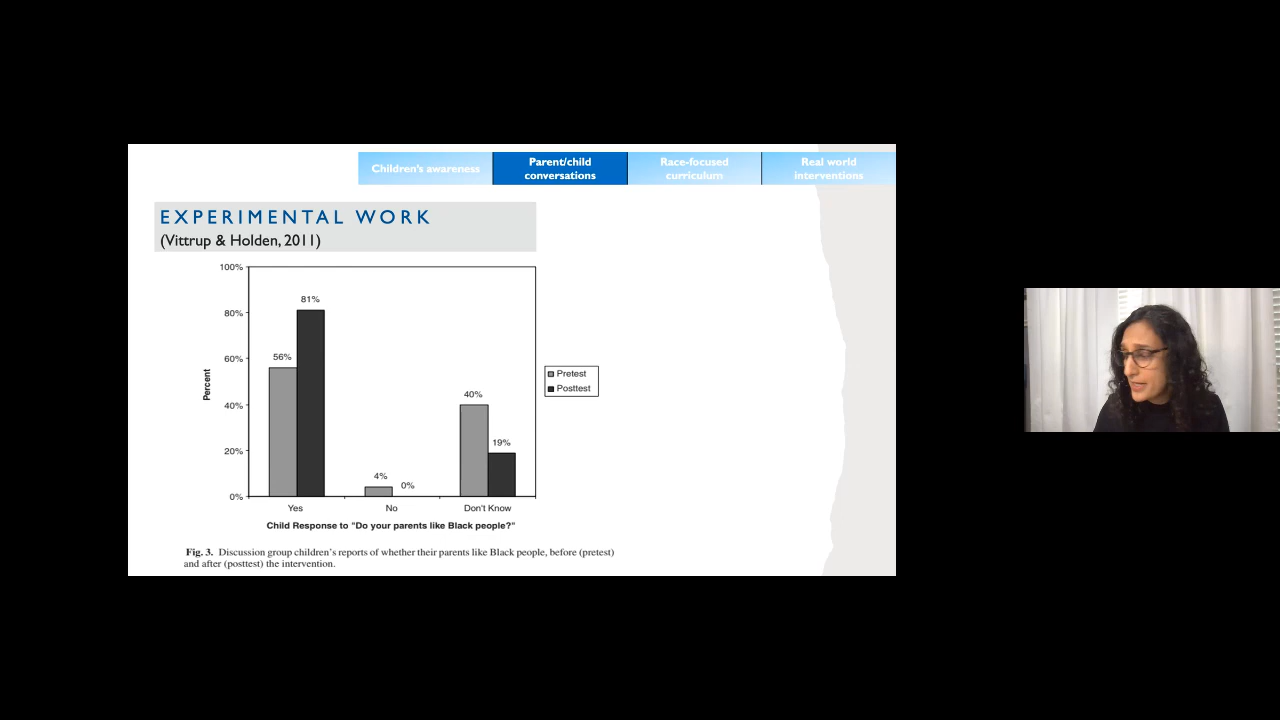 Children's awareness
Parent/child
conversations
Race-focused
curriculum
Real world
interventions
EXPERIMENTAL WORK
(Vittrup & Holden, 2011)
100%
80%
60%
40%
20%
0%
Percent
56%
81%
4%
0%
40%
19%
Yes
No
Don't Know
Child Response to "Do your parents like Black people?"
Pretest
Posttest
Fig. 3. Discussion group children's reports of whether their parents like Black people, before (pretest)
and after (posttest) the intervention.